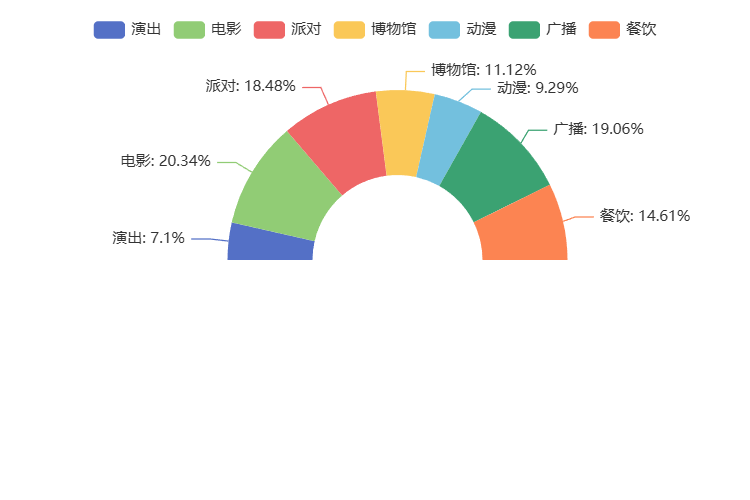 演出 电影 派对 博物馆 动漫 广播 餐饮
博物馆: 11.12%
派对: 18.48%
动漫: 9.29%
广播: 19.06%
电影: 20.34%
餐饮: 14.61%
演出: 7.1%